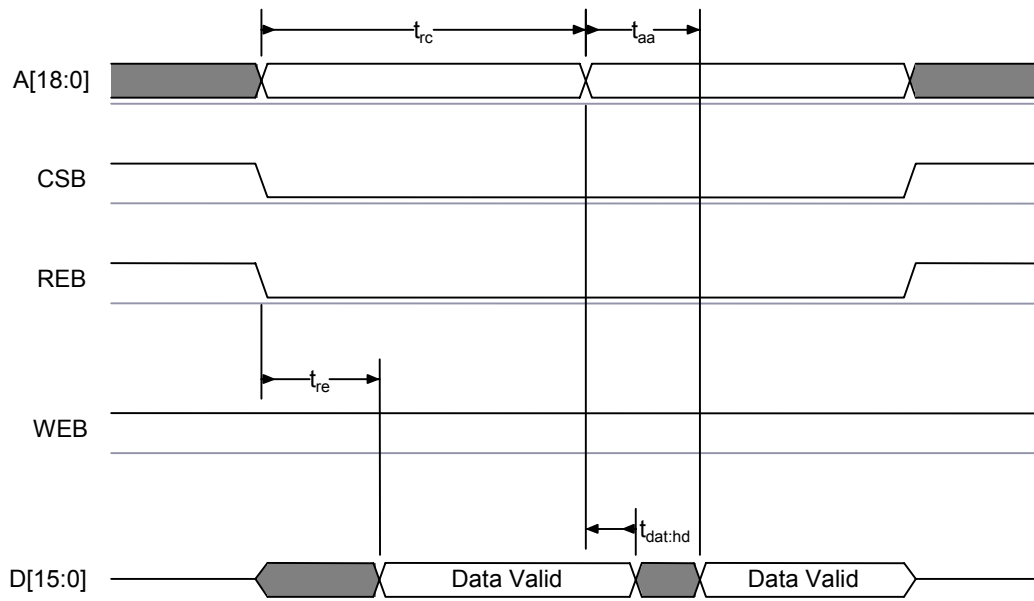 t_rc t_aa
A[18:0]
CSB
REB
t_re
WEB
t_dat:hd
D[15:0] Data Valid Data Valid